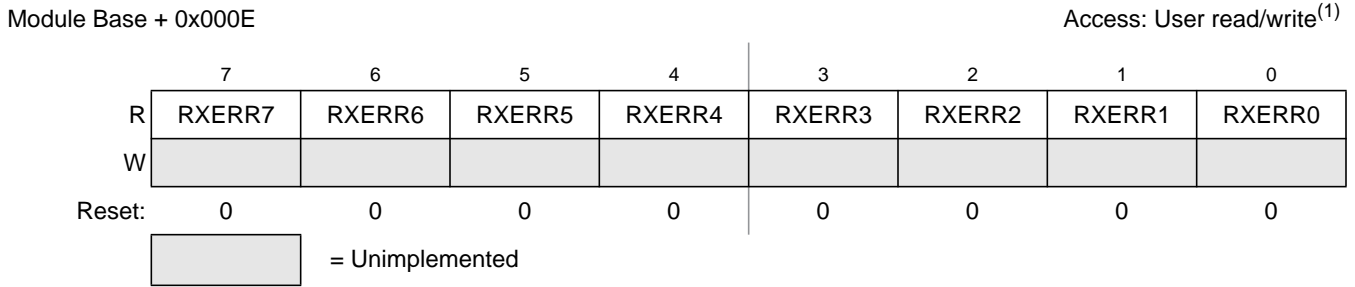 Module Base + 0x000E Access: User read/write(1)
7 6 5 4 3 2 1 0
R RXERR7 RXERR6 RXERR5 RXERR4 RXERR3 RXERR2 RXERR1 RXERR0
W
Reset: 0 0 0 0 0 0 0 0
= Unimplemented